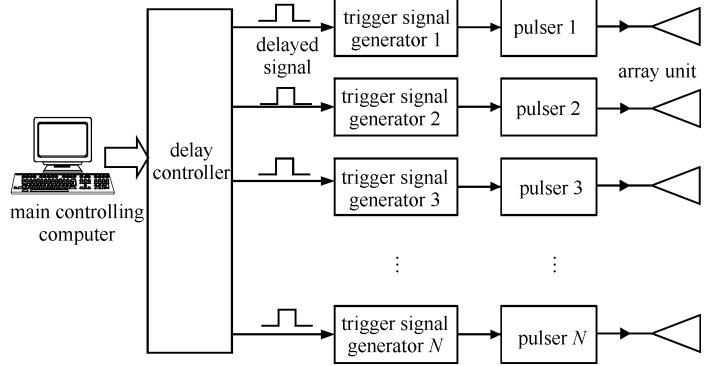 trigger signal
generator 1
pulser 1
delayed
signal
array unit
trigger signal
generator 2
pulser 2
delay
controller
main controlling
computer
trigger signal
generator 3
pulser 3
⋮
⋮
trigger signal
generator N
pulser N